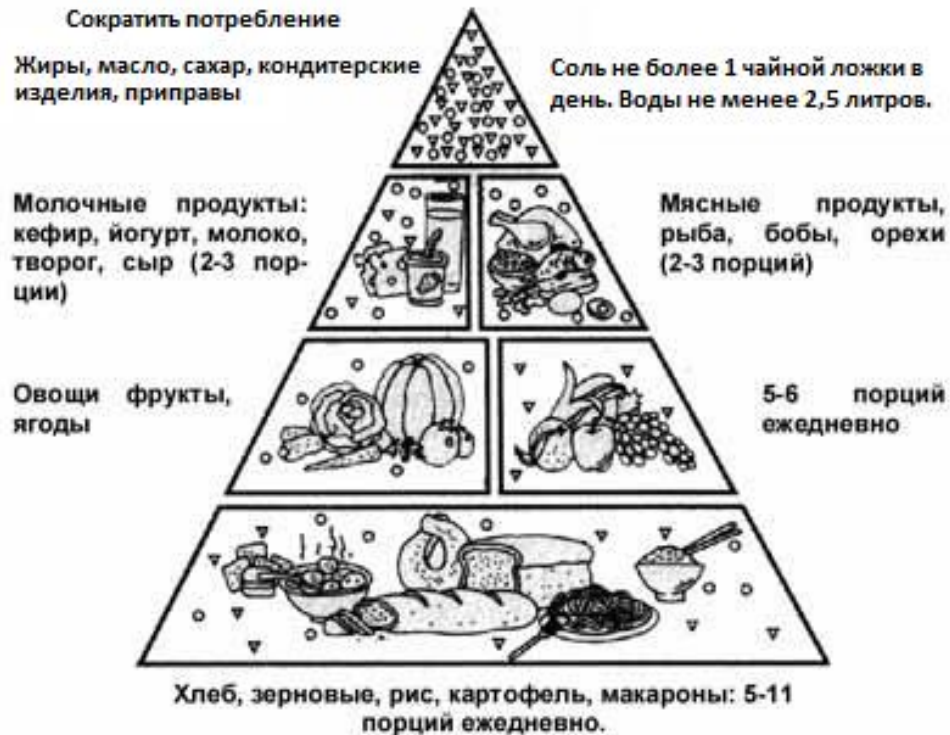 Сократить потребление
Жиры, масло, сахар, кондитерские
изделия, приправы
Соль не более 1 чайной ложки в
день. Воды не менее 2,5 литров.
Молочные продукты:
кефир, йогурт, молоко,
творог, сыр (2-3 пор-
ции)
Мясные продукты,
рыба, бобы, орехи
(2-3 порций)
Овощи фрукты,
ягоды
5-6 порций
ежедневно
Хлеб, зерновые, рис, картофель, макароны: 5-11
порций ежедневно.